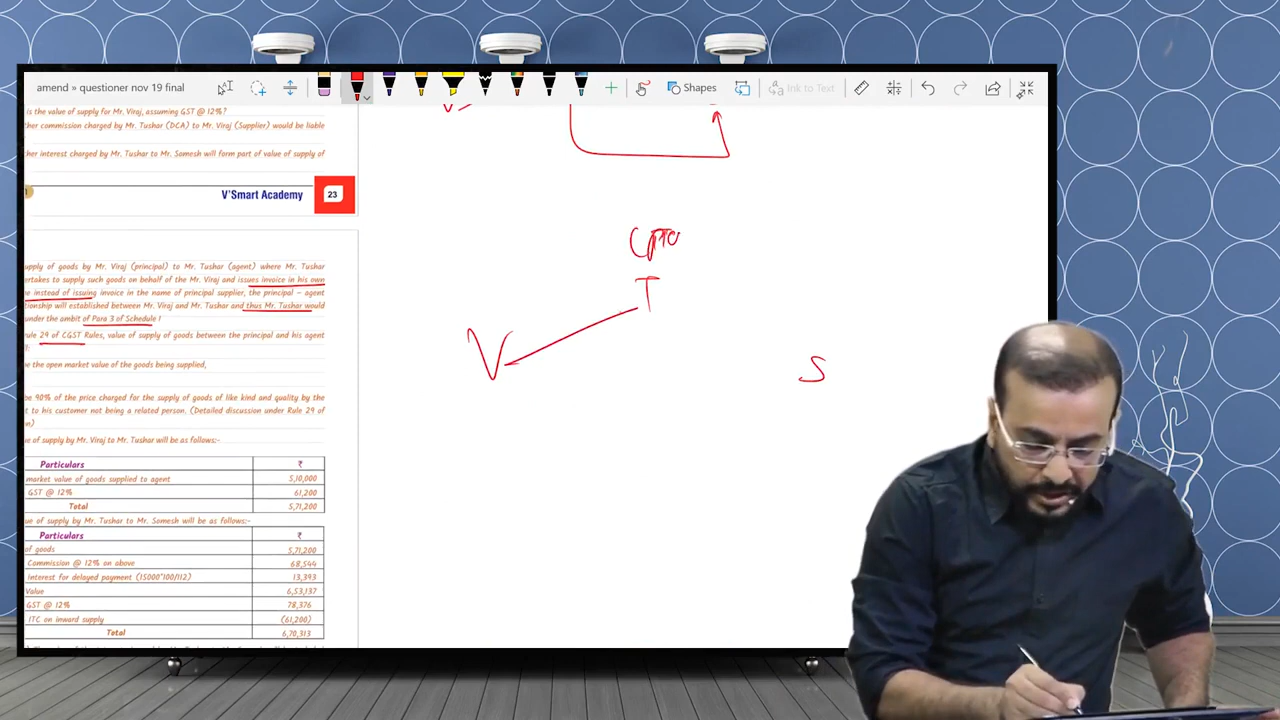 amend » questioner nov 19 final
Shapes
Ink to Text
is the value of supply for Mr. Viraj, assuming GST @ 12%?
her commission charged by Mr. Tushar (DCA) to Mr. Viraj (Supplier) would be liable
her interest charged by Mr. Tushar to Mr. Somesh will form part of value of supply of
V'Smart Academy 23
upply of goods by Mr. Viraj (principal) to Mr. Tushar (agent) where Mr. Tushar
ertakes to supply such goods on behalf of the Mr. Viraj and issues invoice in his own
e instead of issuing invoice in the name of principal supplier, the principal – agent
tionship will established between Mr. Viraj and Mr. Tushar and thus Mr. Tushar would
under the ambit of Para 3 of Schedule I
rule 29 of CGST Rules, value of supply of goods between the principal and his agent
l:
e the open market value of the goods being supplied,
be 90% of the price charged for the supply of goods of like kind and quality by the
t to his customer not being a related person. (Detailed discussion under Rule 29 of
on)
ue of supply by Mr. Viraj to Mr. Tushar will be as follows:-
Particulars ₹
market value of goods supplied to agent 5,10,000
GST @ 12% 61,200
Total 5,71,200
ue of supply by Mr. Tushar to Mr. Somesh will be as follows:-
Particulars ₹
of goods 5,71,200
Commission @ 12% on above 68,544
Interest for delayed payment (15000*100/112) 13,393
Value 6,53,137
GST @ 12% 78,376
ITC on inward supply (61,200)
Total 6,70,313
T
V
S